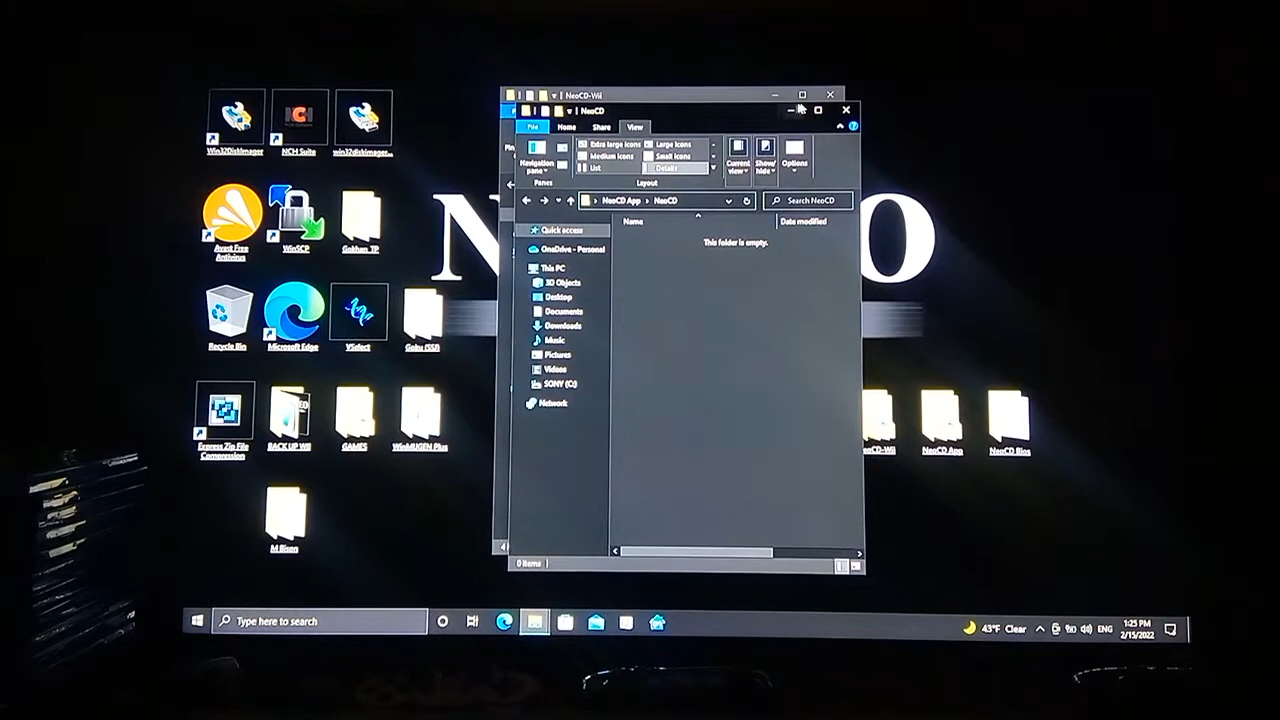 NeoCD-Wii
NeoCD
File
Home
Share
View
Navigation pane
Extra large icons
Large icons
Medium icons
Small icons
List
Details
Current view
Show/ hide
Options
Panes
Layout
NeoCD App
NeoCD
Search NeoCD
Name
Date modified
This folder is empty.
Quick access
OneDrive - Personal
This PC
3D Objects
Desktop
Documents
Downloads
Music
Pictures
Videos
SONY (C:)
Network
0 items
Win32DiskImager
NCH Suite
win32diskimager...
Avast Free Antivirus
WinSCP
Gokhan_TP
Recycle Bin
Microsoft Edge
VSelect
Goku (SSJ)
Express Zip File Compression
BACK UP WII
GAMES
WinMUGEN Plus
M Bison
N
O
NeoCD App
NeoCD Bios
Type here to search
43°F Clear
ENG
1:25 PM
2/15/2022